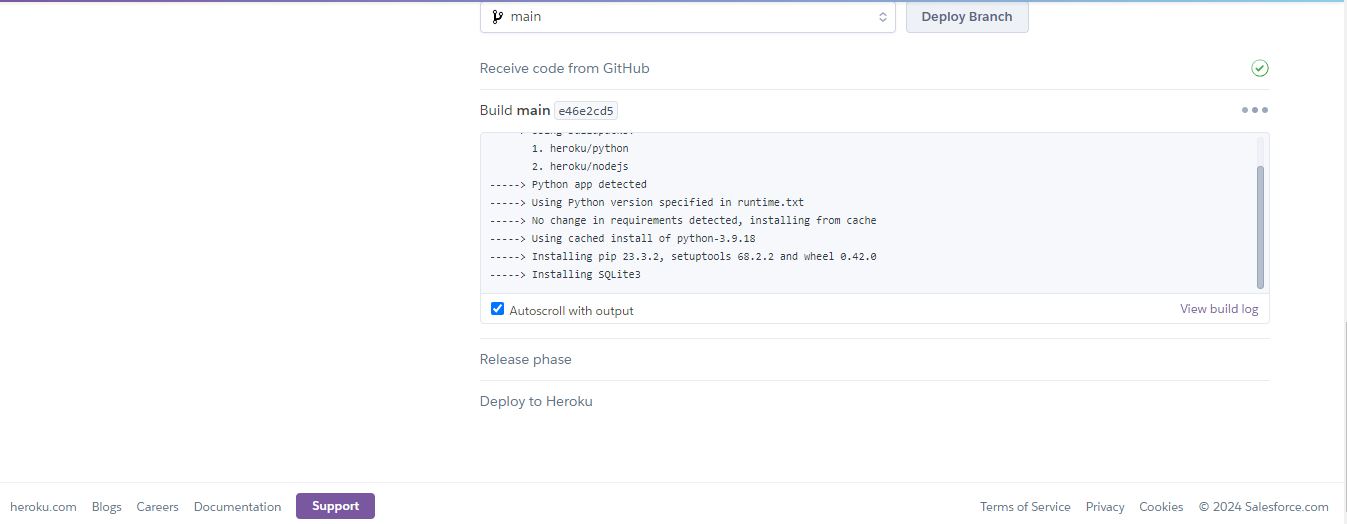 main
Deploy Branch
Receive code from GitHub
Build main e46e2cd5
1. heroku/python
2. heroku/nodejs
-----> Python app detected
-----> Using Python version specified in runtime.txt
-----> No change in requirements detected, installing from cache
-----> Using cached install of python-3.9.18
-----> Installing pip 23.3.2, setuptools 68.2.2 and wheel 0.42.0
-----> Installing SQLite3
Autoscroll with output
View build log
Release phase
Deploy to Heroku
heroku.com Blogs Careers Documentation Support Terms of Service Privacy Cookies © 2024 Salesforce.com